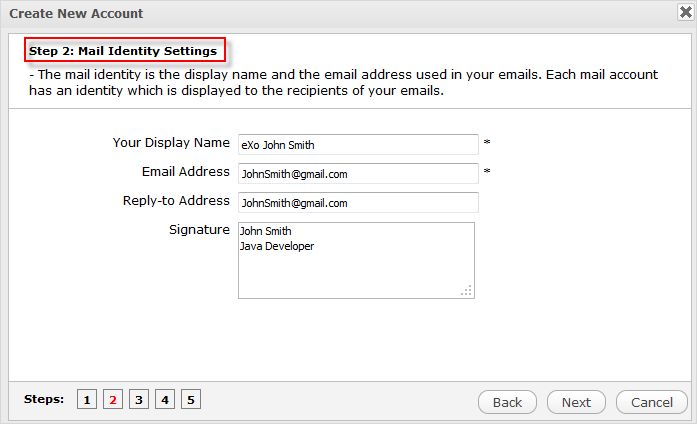 Create New Account
Step 2: Mail Identity Settings
- The mail identity is the display name and the email address used in your emails. Each mail account
has an identity which is displayed to the recipients of your emails.
Your Display Name eXo John Smith *
Email Address JohnSmith@gmail.com *
Reply-to Address JohnSmith@gmail.com
Signature John Smith
Java Developer
Steps: 1 2 3 4 5 Back Next Cancel